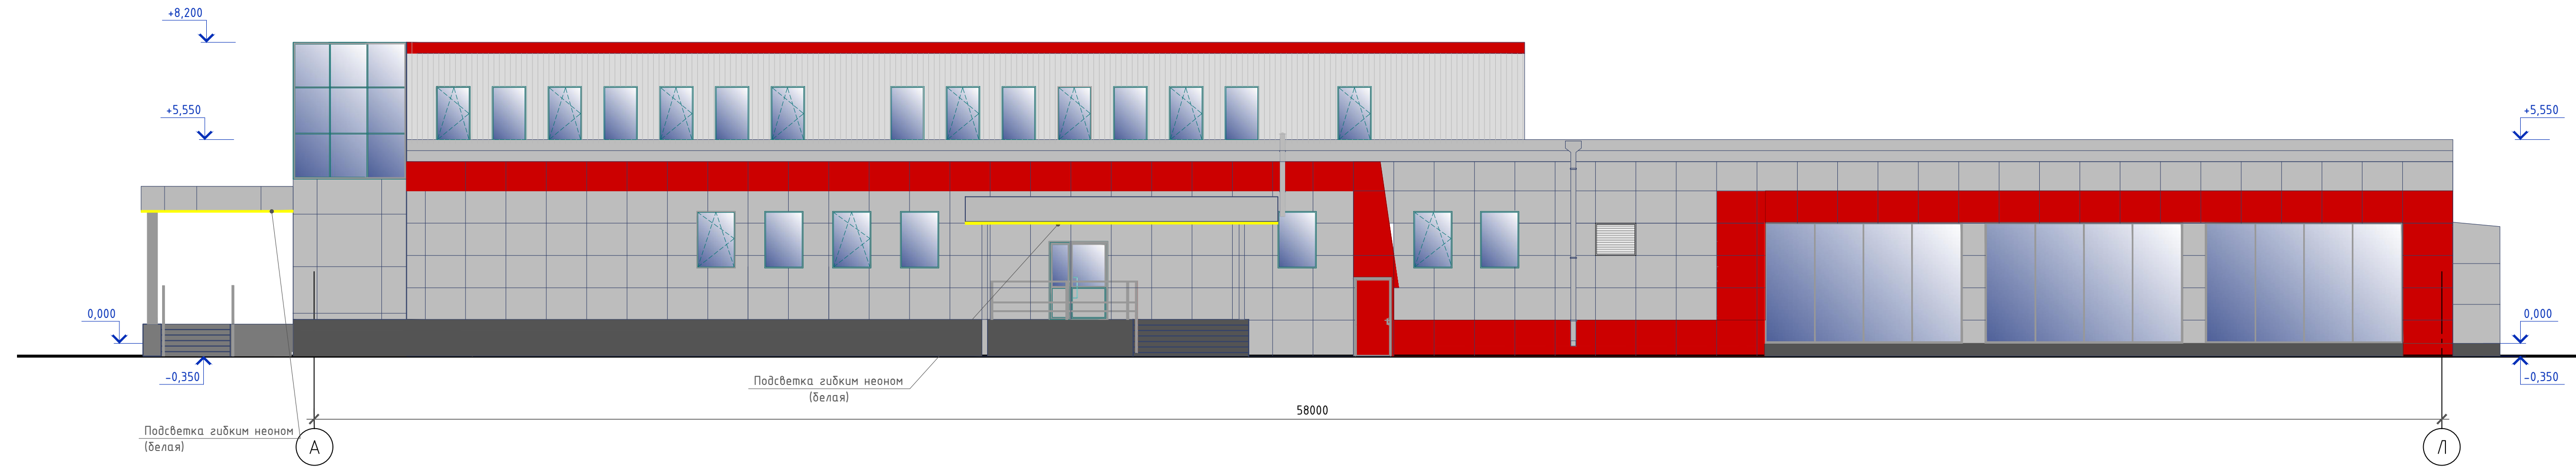 +8,200
+5,550
+5,550
0,000
0,000
-0,350
-0,350
Подсветка гибким неоном
(белая)
58000
Подсветка гибким неоном
(белая)
А
Л